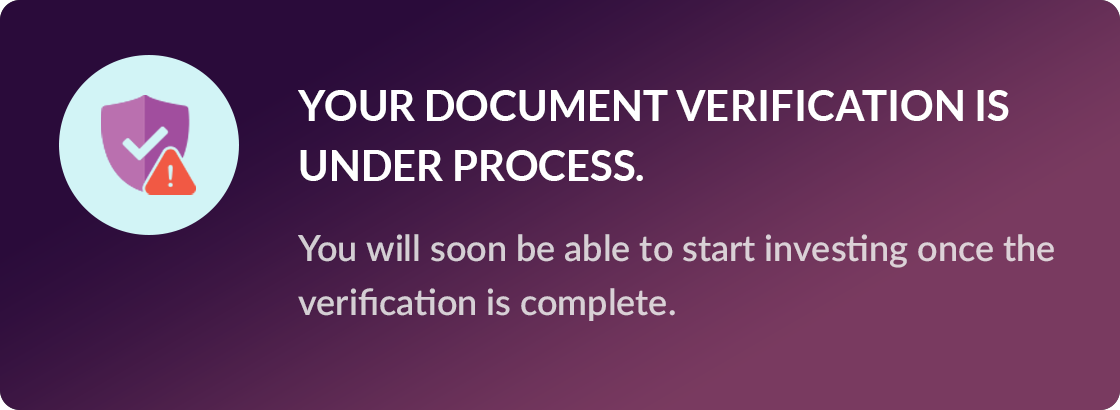 YOUR DOCUMENT VERIFICATION IS
UNDER PROCESS.
You will soon be able to start investing once the
verification is complete.